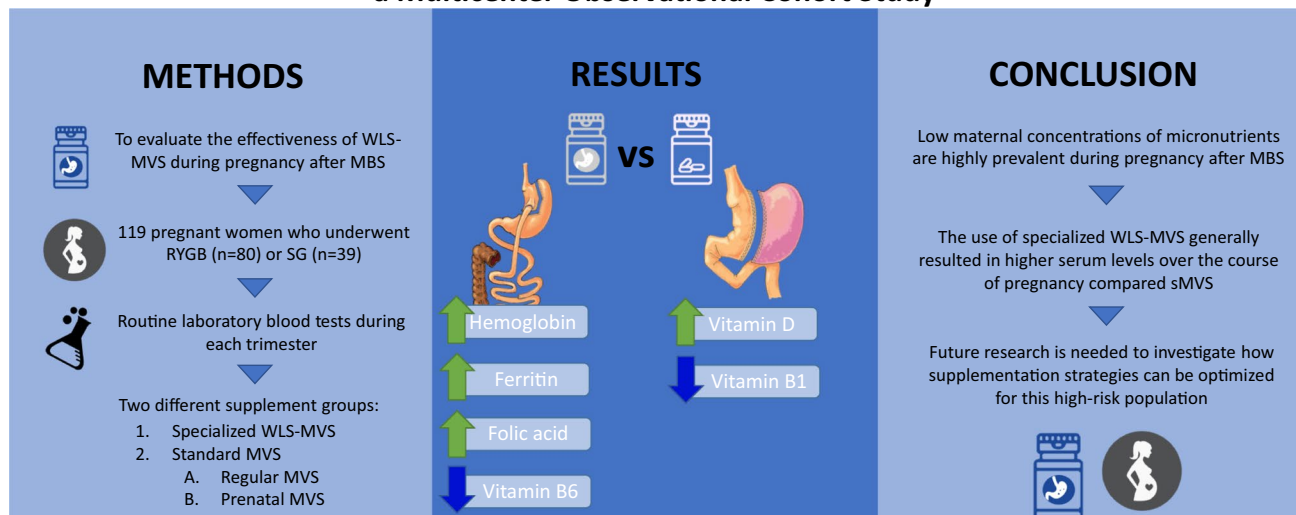 a Multicenter Observational Cohort Study
METHODS
To evaluate the effectiveness of WLS-
MVS during pregnancy after MBS
119 pregnant women who underwent
RYGB (n=80) or SG (n=39)
Routine laboratory blood tests during
each trimester
Two different supplement groups:
1. Specialized WLS-MVS
2. Standard MVS
A. Regular MVS
B. Prenatal MVS
RESULTS
vs
Hemoglobin
Ferritin
Folic acid
Vitamin B6
Vitamin D
Vitamin B1
CONCLUSION
Low maternal concentrations of micronutrients
are highly prevalent during pregnancy after MBS
The use of specialized WLS-MVS generally
resulted in higher serum levels over the course
of pregnancy compared sMVS
Future research is needed to investigate how
supplementation strategies can be optimized
for this high-risk population